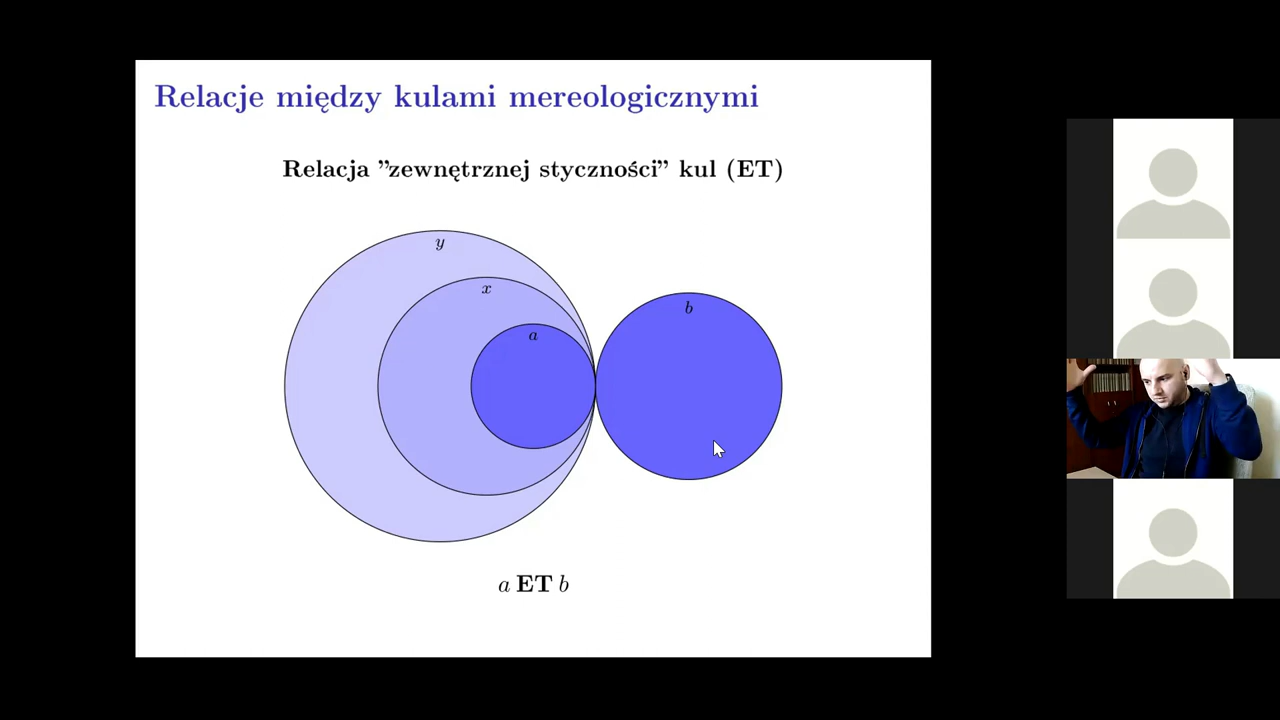 Relacje między kulami mereologicznymi
Relacja ”zewnętrznej styczności” kul (ET)
y
x
a
b
a ET b